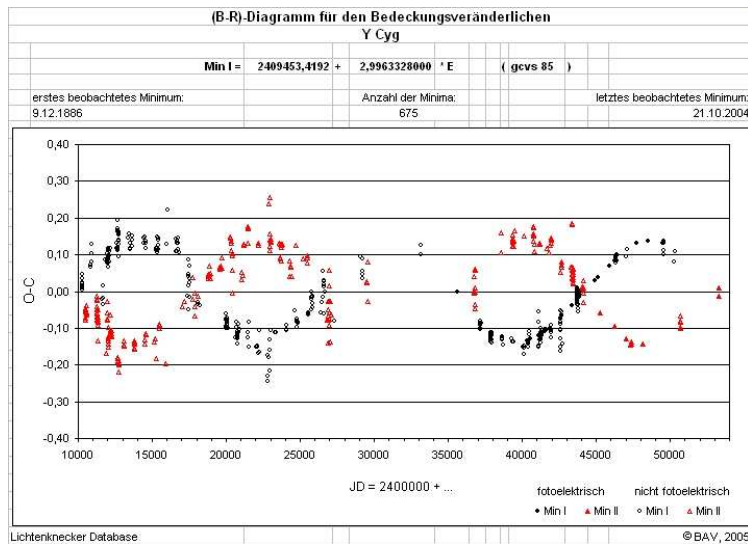 (B-R)-Diagramm für den Bedeckungsveränderlichen
Y Cyg
Min I = 2409453,4192 + 2,9963328000 * E ( gcvs 85 )
erstes beobachtetes Minimum: Anzahl der Minima: letztes beobachtetes Minimum:
9.12.1886 675 21.10.2004
0,40
0,30
0,20
0,10
0,00
-0,10
-0,20
-0,30
-0,40
O-C
10000 15000 20000 25000 30000 35000 40000 45000 50000
JD = 2400000 + ...
fotoelektrisch nicht fotoelektrisch
Min I Min II Min I Min II
Lichtenknecker Database ©BAV, 2005